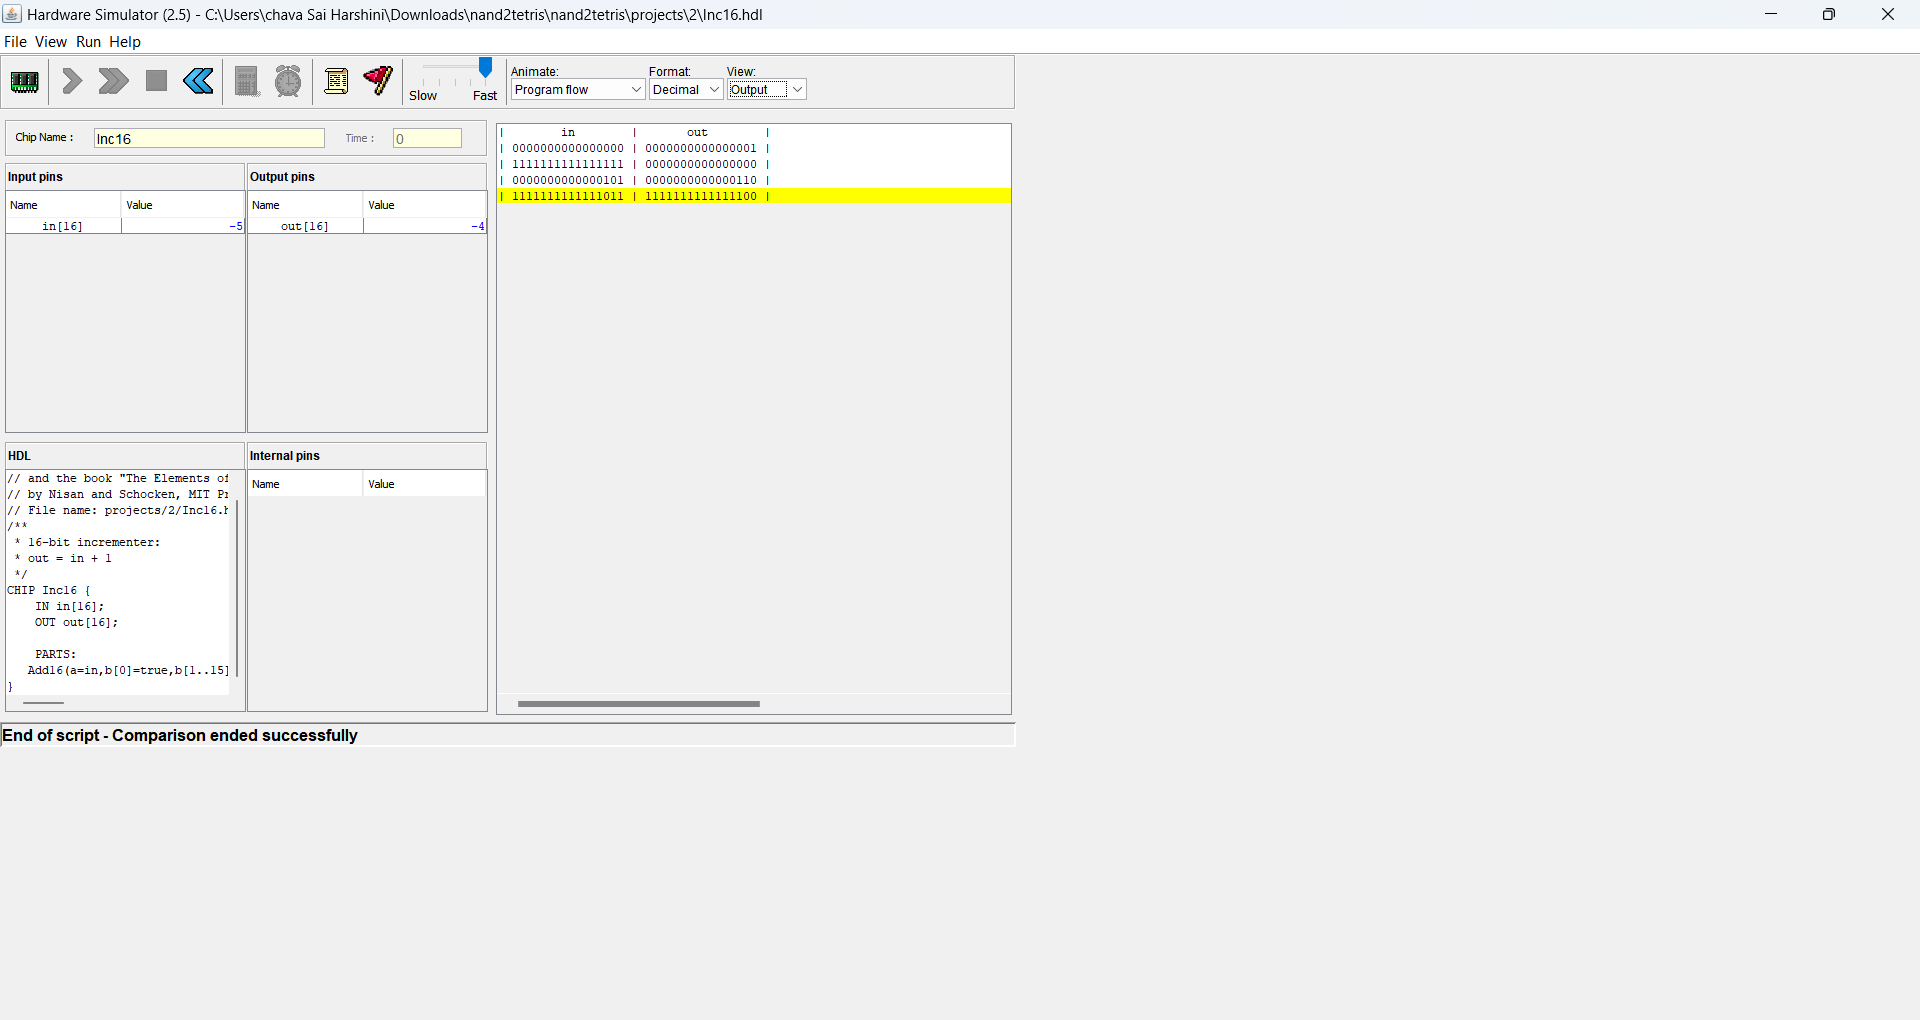 Hardware Simulator (2.5) - C:\Users\chava Sai Harshini\Downloads\nand2tetris\nand2tetris\projects\2\Inc16.hdl
File View Run Help
Slow Fast
Animate:
Program flow
Format:
Decimal
View:
Output
Chip Name :
Inc16
Time :
0
Input pins
Name Value
in[16] -5
Output pins
Name Value
out[16] -4
HDL
// and the book "The Elements of
// by Nisan and Schocken, MIT
// File name: projects/2/Inc16.
/**
* 16-bit incrementer:
* out = in + 1
*/
CHIP Inc16 {
IN in[16];
OUT out[16];
PARTS:
Add16(a=in,b[0]=true,b[1..15]
}
Internal pins
Name Value
| in | out |
| 0000000000000000 | 0000000000000001 |
| 1111111111111111 | 0000000000000000 |
| 0000000000000101 | 0000000000000110 |
| 1111111111111011 | 1111111111111100 |
End of script - Comparison ended successfully